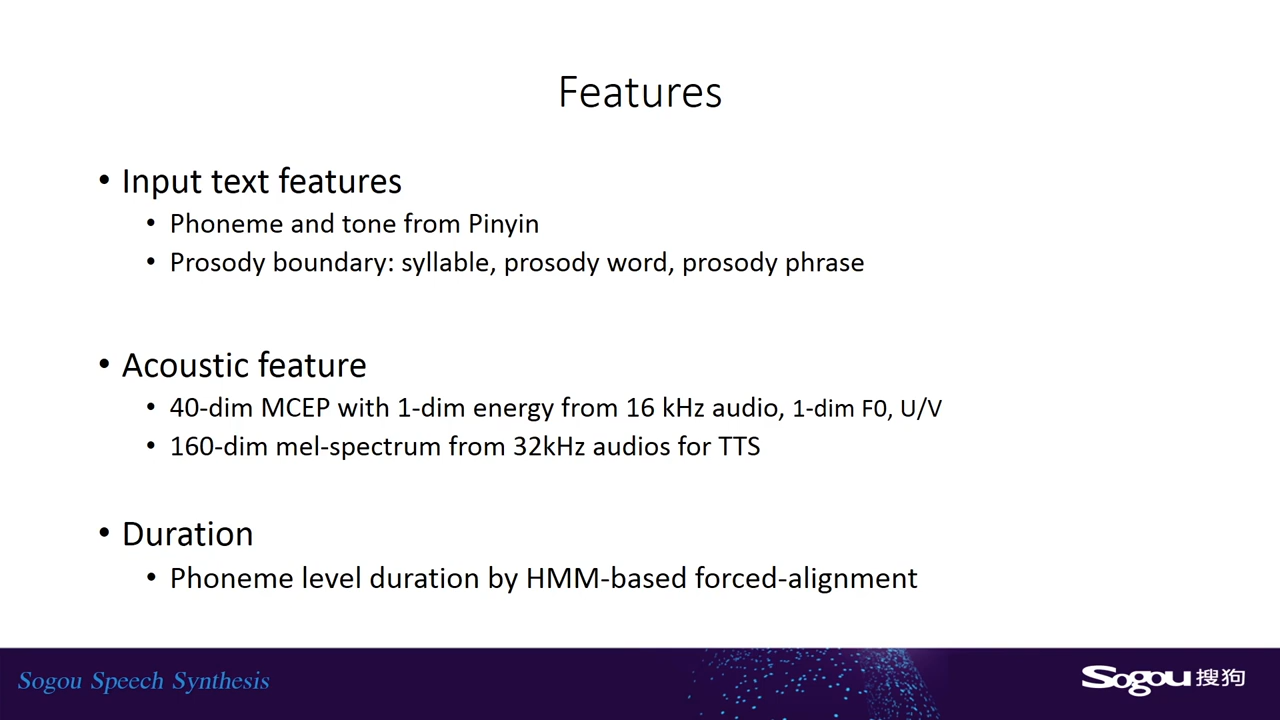 Features
• Input text features
• Phoneme and tone from Pinyin
• Prosody boundary: syllable, prosody word, prosody phrase
• Acoustic feature
• 40-dim MCEP with 1-dim energy from 16 kHz audio, 1-dim F0, U/V
• 160-dim mel-spectrum from 32kHz audios for TTS
• Duration
• Phoneme level duration by HMM-based forced-alignment
Sogou Speech Synthesis
Sogou搜狗